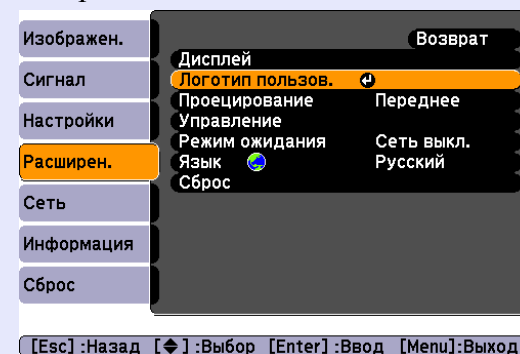 Возврат
Изображен.
Сигнал
Настройки
Расширен.
Сеть
Информация
Сброс
Дисплей
Логотип пользов.
Проецирование Переднее
Управление
Режим ожидания Сеть выкл.
Язык Русский
Сброс
[Esc] :Назад [◆] :Выбор [Enter] :Ввод [Menu]:Выход